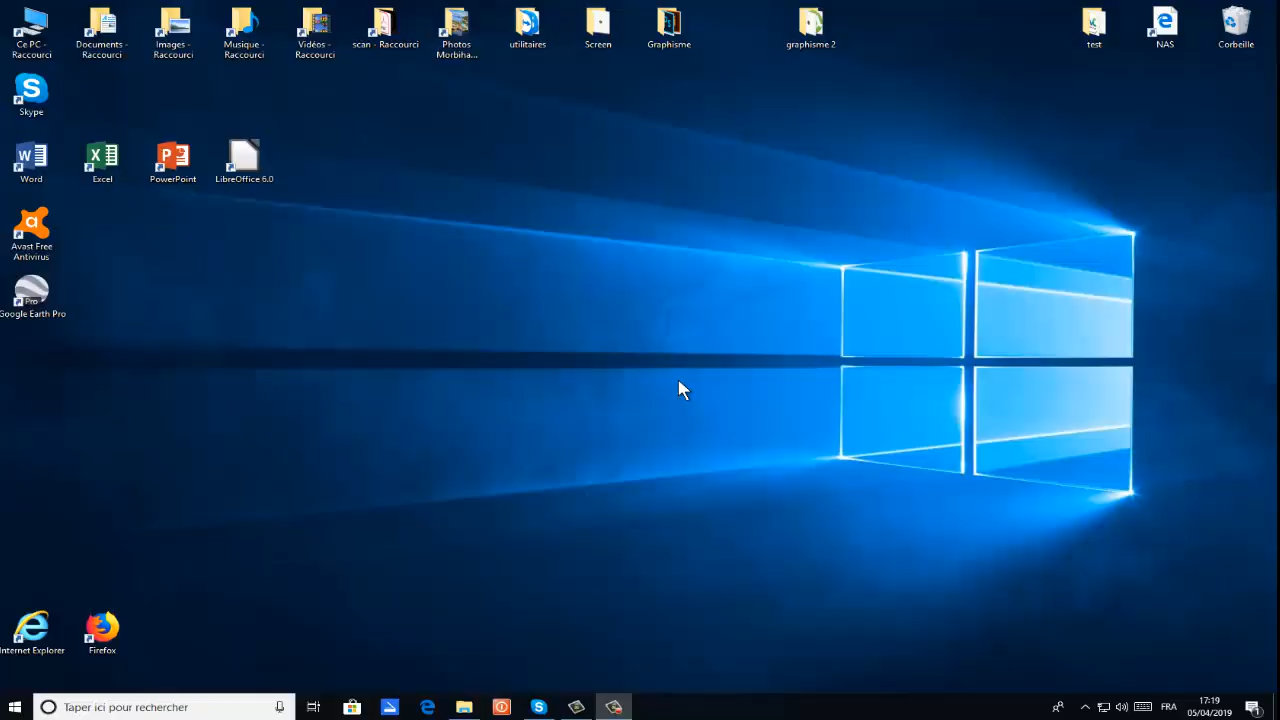 Ce PC -
Raccourci
Documents -
Raccourci
Images -
Raccourci
Musique -
Raccourci
Vidéos -
Raccourci
scan - Raccourci
Photos
Morbiha...
utilitaires
Screen
Graphisme
graphisme 2
test
NAS
Corbeille
Skype
Word
Excel
PowerPoint
LibreOffice 6.0
Avast Free
Antivirus
Pro
Google Earth Pro
Internet Explorer
Firefox
Taper ici pour rechercher
FRA
17:19
05/04/2019
1